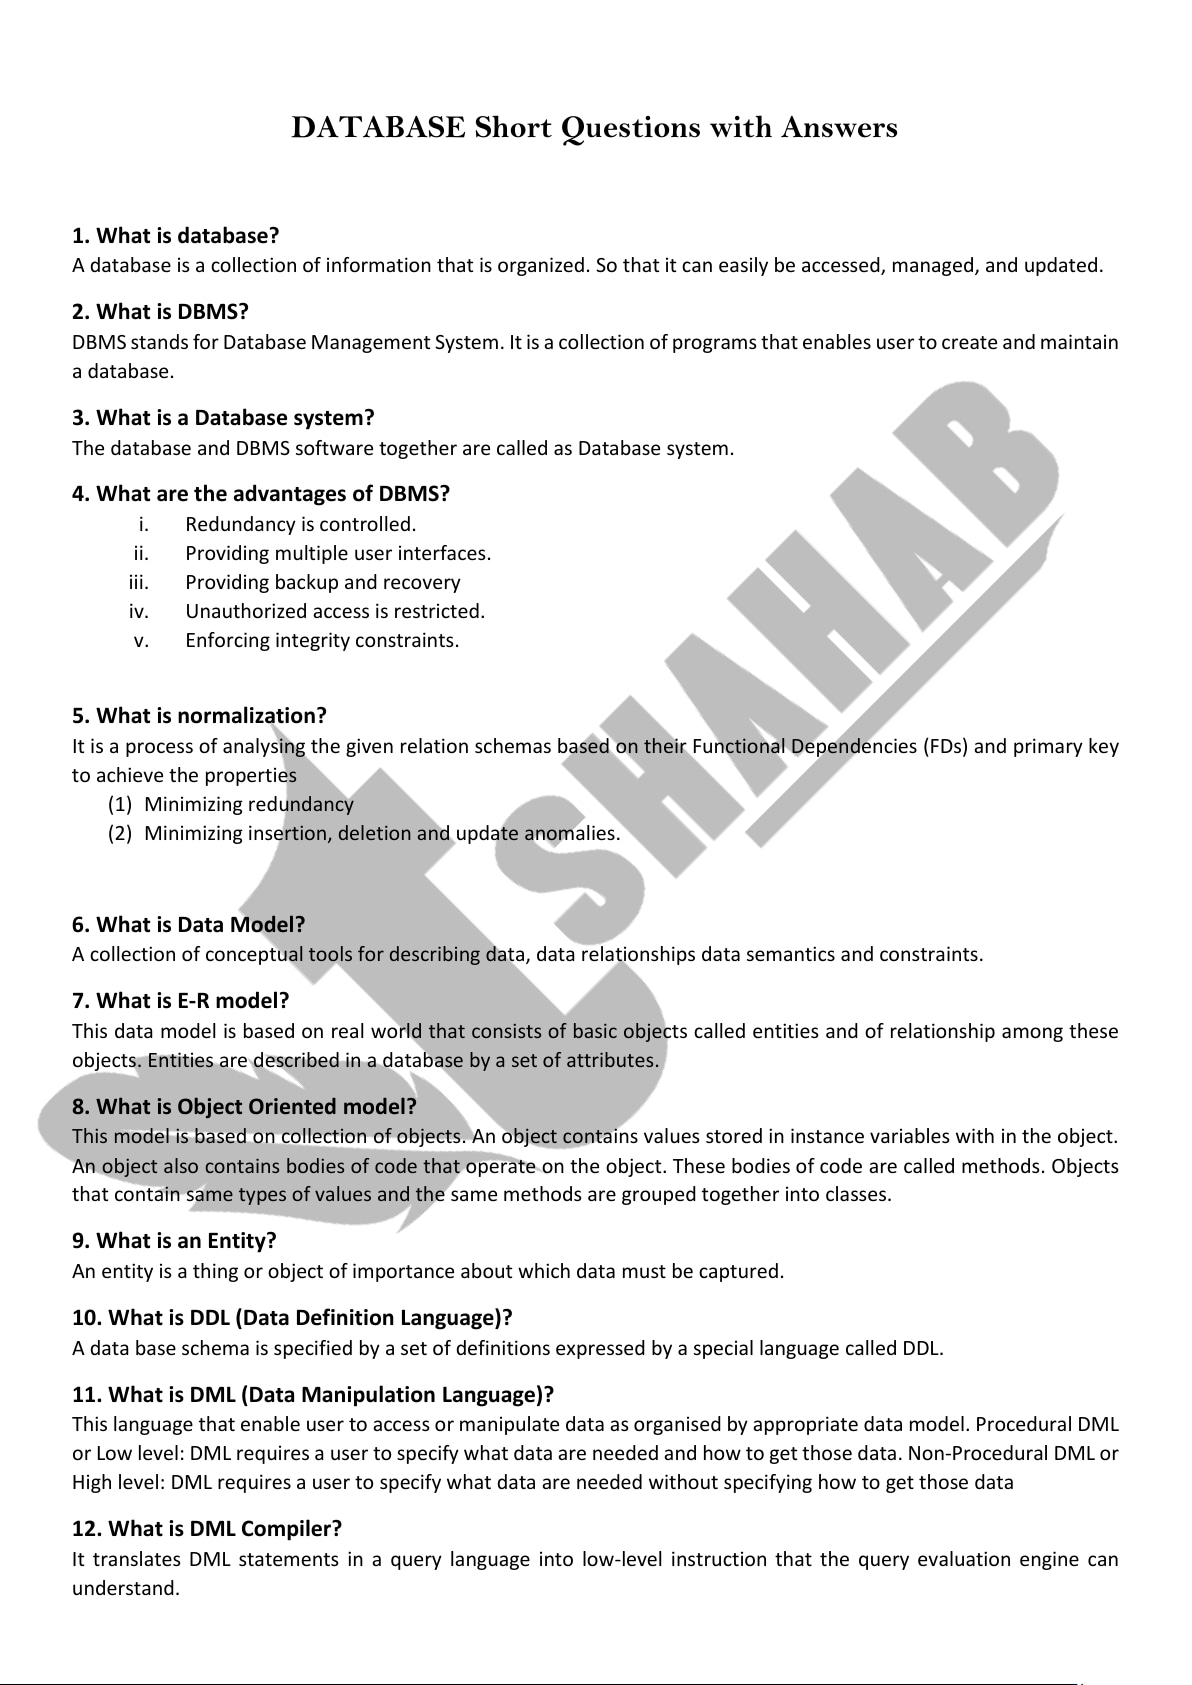 DATABASE Short Questions with Answers
1. What is database?
A database is a collection of information that is organized. So that it can easily be accessed, managed, and updated.
2. What is DBMS?
DBMS stands for Database Management System. It is a collection of programs that enables user to create and maintain
a database.
3. What is a Database system?
The database and DBMS software together are called as Database system.
4. What are the advantages of DBMS?
i. Redundancy is controlled.
ii. Providing multiple user interfaces.
iii. Providing backup and recovery
iv. Unauthorized access is restricted.
v. Enforcing integrity constraints.
5. What is normalization?
It is a process of analysing the given relation schemas based on their Functional Dependencies (FDs) and primary key
to achieve the properties
(1) Minimizing redundancy
(2) Minimizing insertion, deletion and update anomalies.
6. What is Data Model?
A collection of conceptual tools for describing data, data relationships data semantics and constraints.
7. What is E-R model?
This data model is based on real world that consists of basic objects called entities and of relationship among these
objects. Entities are described in a database by a set of attributes.
8. What is Object Oriented model?
This model is based on collection of objects. An object contains values stored in instance variables with in the object.
An object also contains bodies of code that operate on the object. These bodies of code are called methods. Objects
that contain same types of values and the same methods are grouped together into classes.
9. What is an Entity?
An entity is a thing or object of importance about which data must be captured.
10. What is DDL (Data Definition Language)?
A data base schema is specified by a set of definitions expressed by a special language called DDL.
11. What is DML (Data Manipulation Language)?
This language that enable user to access or manipulate data as organised by appropriate data model. Procedural DML
or Low level: DML requires a user to specify what data are needed and how to get those data. Non-Procedural DML or
High level: DML requires a user to specify what data are needed without specifying how to get those data
12. What is DML Compiler?
It translates DML statements in a query language into low-level instruction that the query evaluation engine can
understand.
SHAHAB